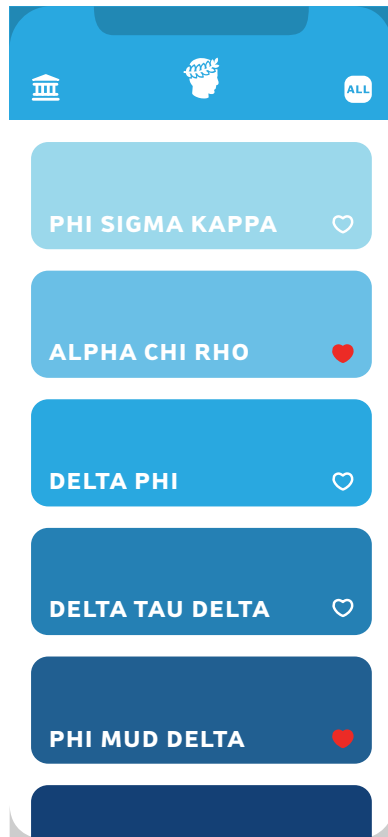 ALL
PHI SIGMA KAPPA
ALPHA CHI RHO
DELTA PHI
DELTA TAU DELTA
PHI MUD DELTA